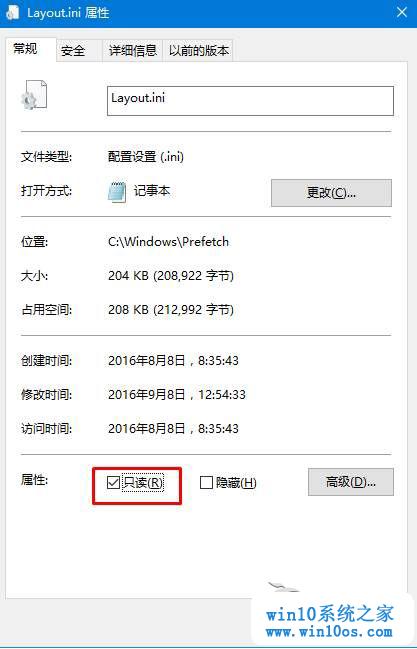 Layout.ini 属性
常规 安全 详细信息 以前的版本
Layout.ini
文件类型: 配置设置 (.ini)
打开方式: 记事本 更改(C)...
位置: C:\Windows\Prefetch
大小: 204 KB (208,922 字节)
占用空间: 208 KB (212,992 字节)
创建时间: 2016年8月8日，8:35:43
修改时间: 2016年9月8日，12:54:33
访问时间: 2016年8月8日，8:35:43
属性: 只读(R) 隐藏(H) 高级(D)...
win10系统之家
www.win10os.com